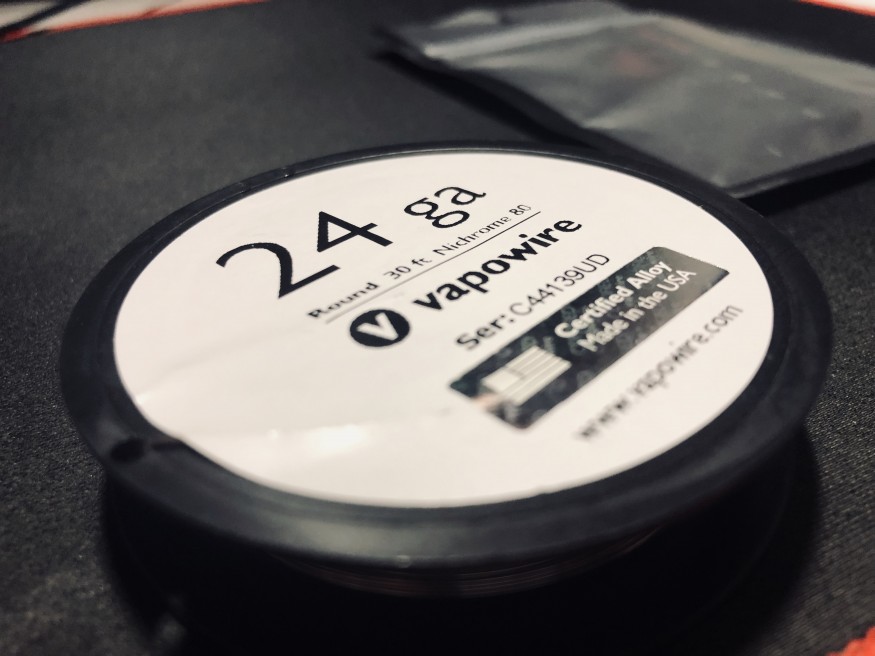 24 ga
Round 30 ft Nichrome 80
V vapowire
Ser: C44139UD
Certified Alloy
Made in the USA
www.vapowire.com